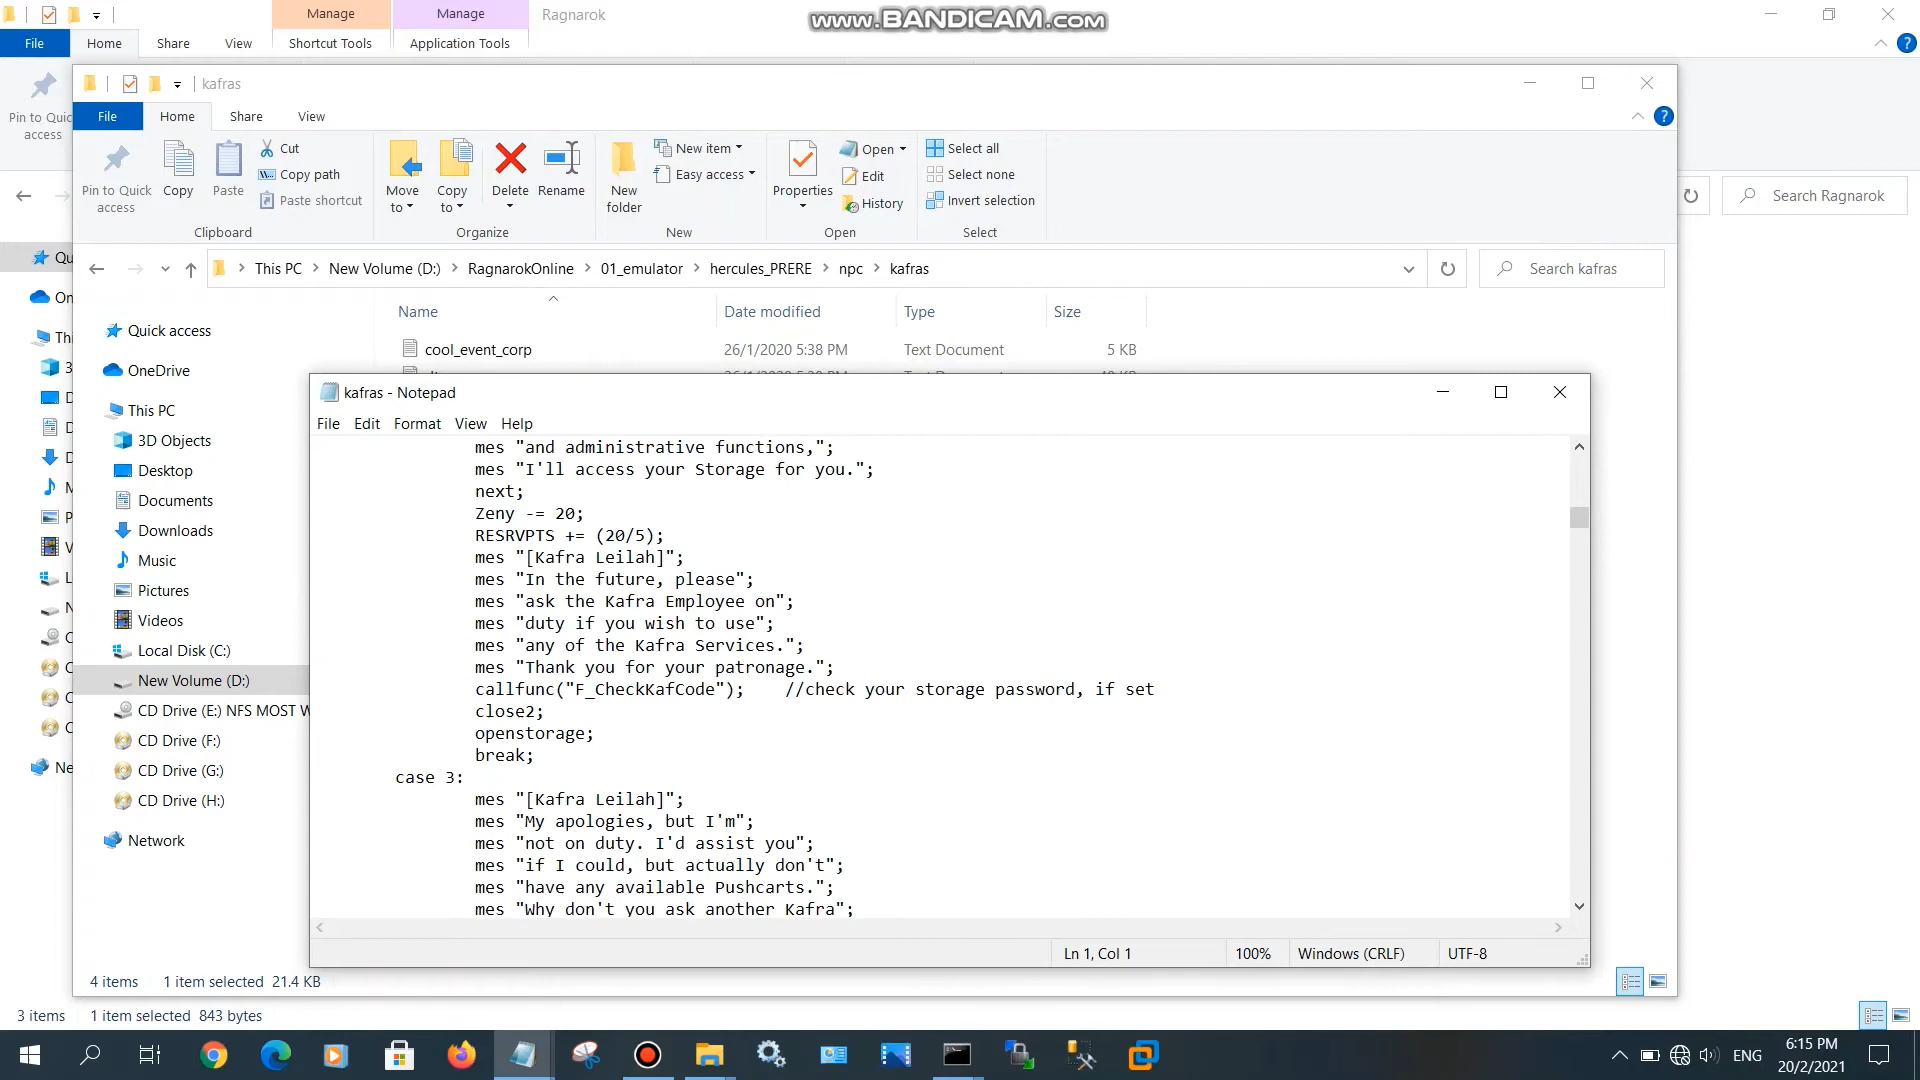 Manage
Manage
Ragnarok
www.BANDICAM.com
File
Home
Share
View
Shortcut Tools
Application Tools
kafras
File
Home
Share
View
Pin to Quick access
Copy
Paste
Cut
Copy path
Paste shortcut
Clipboard
Move to
Copy to
Delete
Rename
Organize
New folder
New item
Easy access
New
Properties
Open
Edit
History
Open
Select all
Select none
Invert selection
Select
Pin to Quic
access
Search Ragnarok
This PC > New Volume (D:) > RagnarokOnline > 01_emulator > hercules_PRERE > npc > kafras
Search kafras
Name
Date modified
Type
Size
cool_event_corp
26/1/2020 5:38 PM
Text Document
5 KB
Qu
On
Thi
3
D
D
D
M
P
V
L
N
C
C
C
C
Ne
Quick access
OneDrive
This PC
3D Objects
Desktop
Documents
Downloads
Music
Pictures
Videos
Local Disk (C:)
New Volume (D:)
CD Drive (E:) NFS MOST W
CD Drive (F:)
CD Drive (G:)
CD Drive (H:)
Network
kafras - Notepad
File
Edit
Format
View
Help
mes "and administrative functions,";
mes "I'll access your Storage for you.";
next;
Zeny -= 20;
RESRVPTS += (20/5);
mes "[Kafra Leilah]";
mes "In the future, please";
mes "ask the Kafra Employee on";
mes "duty if you wish to use";
mes "any of the Kafra Services.";
mes "Thank you for your patronage.";
callfunc("F_CheckKafCode"); //check your storage password, if set
close2;
openstorage;
break;
case 3:
mes "[Kafra Leilah]";
mes "My apologies, but I'm";
mes "not on duty. I'd assist you";
mes "if I could, but actually don't";
mes "have any available Pushcarts.";
mes "Why don't you ask another Kafra";
Ln 1, Col 1
100%
Windows (CRLF)
UTF-8
4 items
1 item selected 21.4 KB
3 items
1 item selected 843 bytes
ENG
6:15 PM
20/2/2021